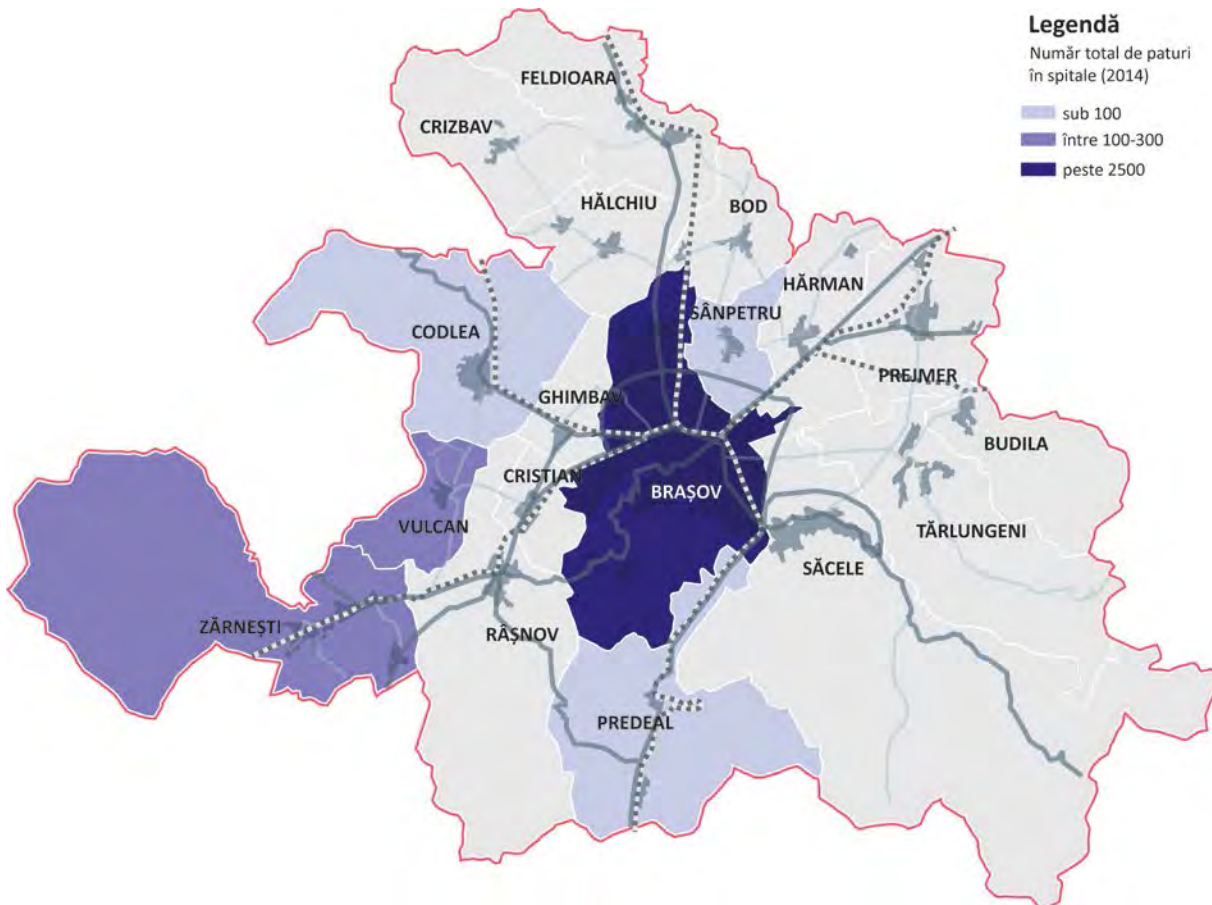 Legendă
Număr total de paturi
în spitale (2014)
sub 100
între 100-300
peste 2500
FELDIOARA
CRIZBAV
HĂLCHIU
BOD
HĂRMAN
SÂNPETRU
CODLEA
PREJMER
GHIMBAV
BUDILA
CRISTIAN
BRAȘOV
VULCAN
TĂRLUNGENI
SĂCELE
ZĂRNEȘTI
RÂȘNOV
PREDEAL